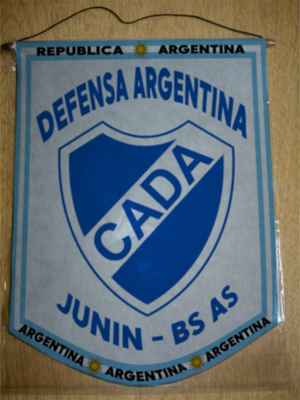 REPUBLICA ARGENTINA
DEFENSA ARGENTINA
CADA
JUNIN - BS AS
ARGENTINA ARGENTINA ARGENTINA